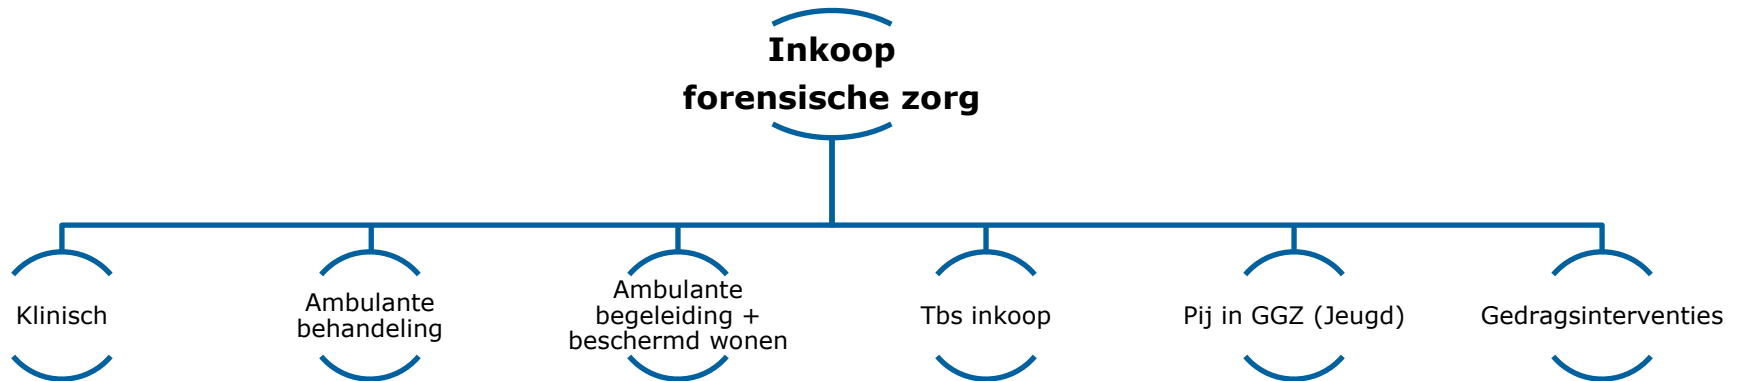 Inkoop
forensische zorg
Klinisch
Ambulante
behandeling
Ambulante
begeleiding +
beschermd wonen
Tbs inkoop
Pij in GGZ (Jeugd)
Gedragsinterventies